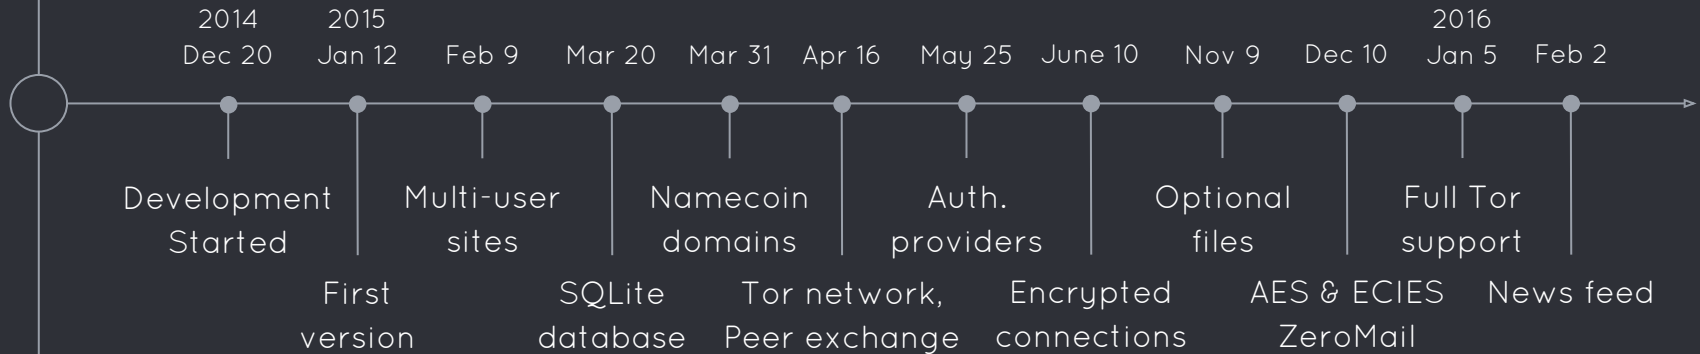 2014
Dec 20
2015
Jan 12
Feb 9
Mar 20
Mar 31
Apr 16
May 25
June 10
Nov 9
Dec 10
2016
Jan 5
Feb 2
Development
Started
First
version
Multi-user
sites
SQLite
database
Namecoin
domains
Tor network,
Peer exchange
Auth.
providers
Encrypted
connections
Optional
files
AES & ECIES
ZeroMail
Full Tor
support
News feed